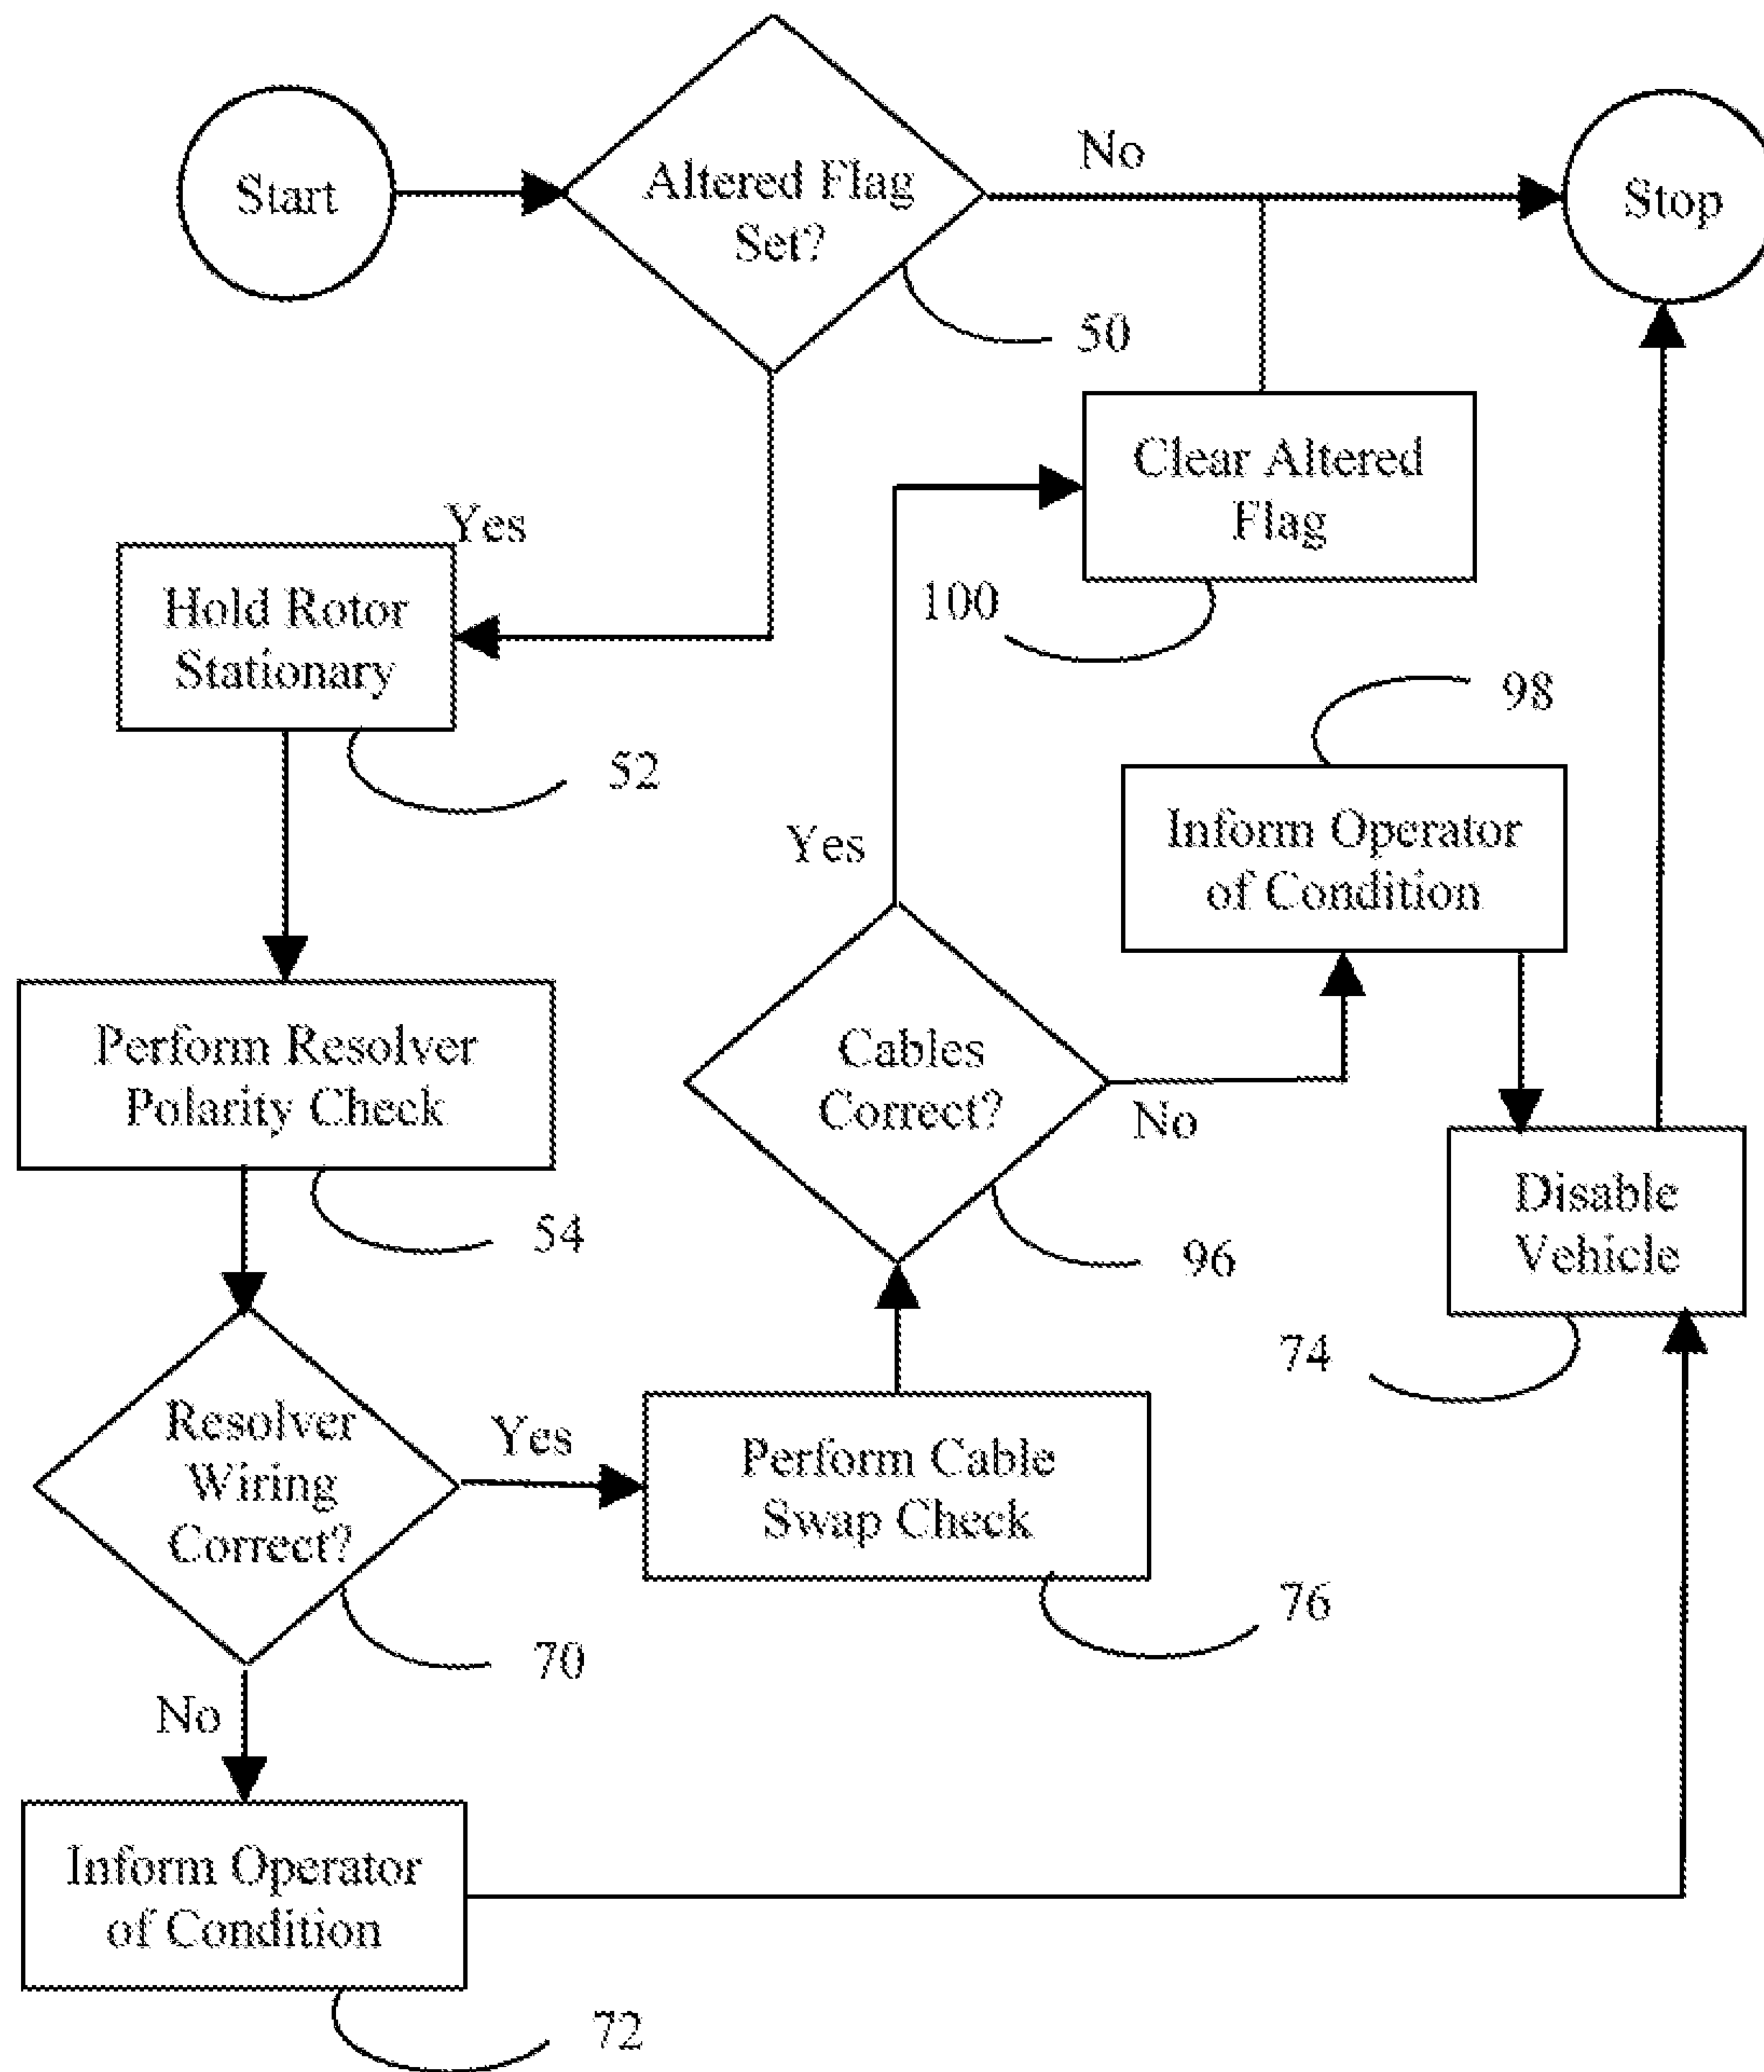 Start
Altered Flag
Set?
No
Stop
50
Clear Altered
Flag
Yes
100
Hold Rotor
Stationary
52
98
Inform Operator
of Condition
Yes
Cables
Correct?
No
96
Perform Resolver
Polarity Check
54
Disable
Vehicle
74
Resolver
Wiring
Correct?
Yes
Perform Cable
Swap Check
76
70
No
Inform Operator
of Condition
72